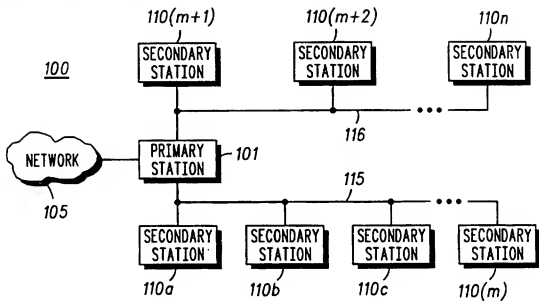 110(m+1) 110(m+2) 110n
100
SECONDARY STATION SECONDARY STATION SECONDARY STATION
116
NETWORK PRIMARY STATION 101
105
115
SECONDARY STATION SECONDARY STATION SECONDARY STATION SECONDARY STATION
110a 110b 110c 110(m)